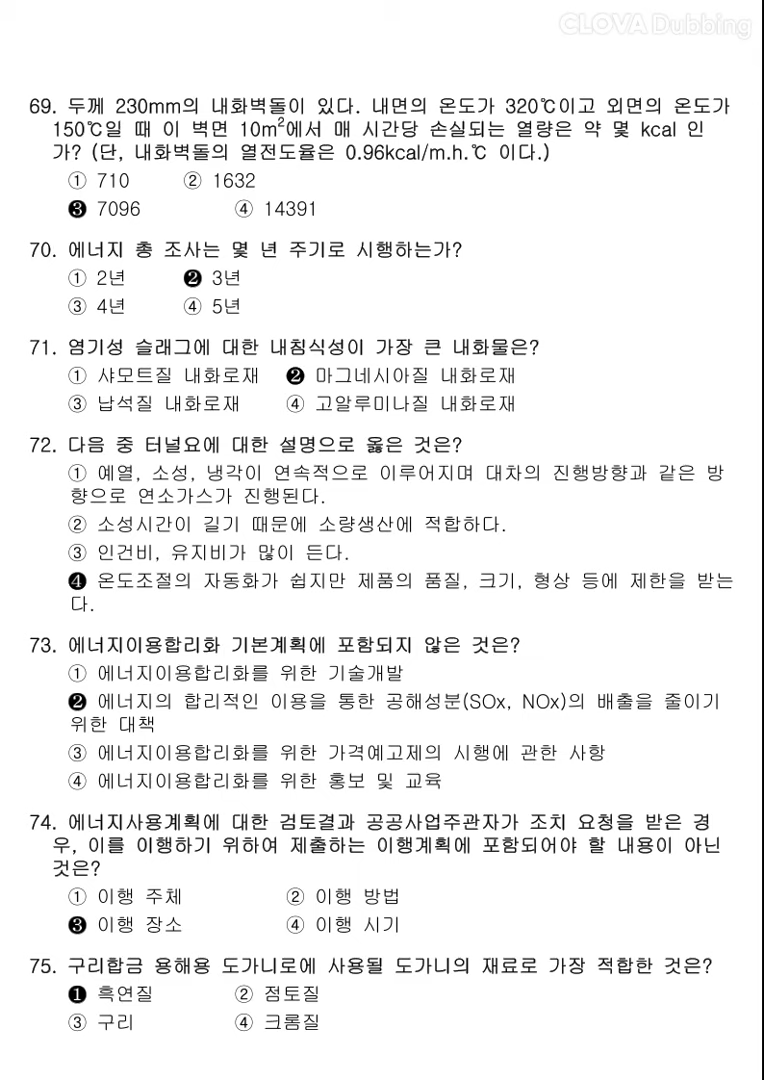 CLOVA Dubbing
69. 두께 230mm의 내화벽돌이 있다. 내면의 온도가 320℃이고 외면의 온도가
150℃일 때 이 벽면 10m²에서 매 시간당 손실되는 열량은 약 몇 kcal 인
가? (단, 내화벽돌의 열전도율은 0.96kcal/m.h.℃ 이다.)
① 710 ② 1632
❸ 7096 ④ 14391
70. 에너지 총 조사는 몇 년 주기로 시행하는가?
① 2년 ❷ 3년
③ 4년 ④ 5년
71. 염기성 슬래그에 대한 내침식성이 가장 큰 내화물은?
① 샤모트질 내화로재 ❷ 마그네시아질 내화로재
③ 납석질 내화로재 ④ 고알루미나질 내화로재
72. 다음 중 터널요에 대한 설명으로 옳은 것은?
① 예열, 소성, 냉각이 연속적으로 이루어지며 대차의 진행방향과 같은 방
향으로 연소가스가 진행된다.
② 소성시간이 길기 때문에 소량생산에 적합하다.
③ 인건비, 유지비가 많이 든다.
❹ 온도조절의 자동화가 쉽지만 제품의 품질, 크기, 형상 등에 제한을 받는
다.
73. 에너지이용합리화 기본계획에 포함되지 않은 것은?
① 에너지이용합리화를 위한 기술개발
❷ 에너지의 합리적인 이용을 통한 공해성분(SOx, NOx)의 배출을 줄이기
위한 대책
③ 에너지이용합리화를 위한 가격예고제의 시행에 관한 사항
④ 에너지이용합리화를 위한 홍보 및 교육
74. 에너지사용계획에 대한 검토결과 공공사업주관자가 조치 요청을 받은 경
우, 이를 이행하기 위하여 제출하는 이행계획에 포함되어야 할 내용이 아닌
것은?
① 이행 주체 ② 이행 방법
❸ 이행 장소 ④ 이행 시기
75. 구리합금 용해용 도가니로에 사용될 도가니의 재료로 가장 적합한 것은?
❶ 흑연질 ② 점토질
③ 구리 ④ 크롬질